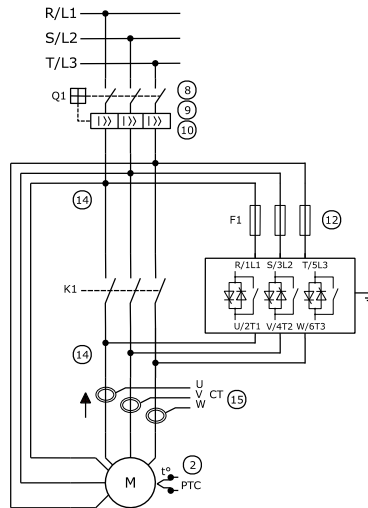 R/L1
S/L2
T/L3
Q1
8
9
10
I>> I>> I>>
14
F1
12
R/1L1 S/3L2 T/5L3
K1
U/2T1 V/4T2 W/6T3
14
U
V CT
W
15
2
t°
M
PTC